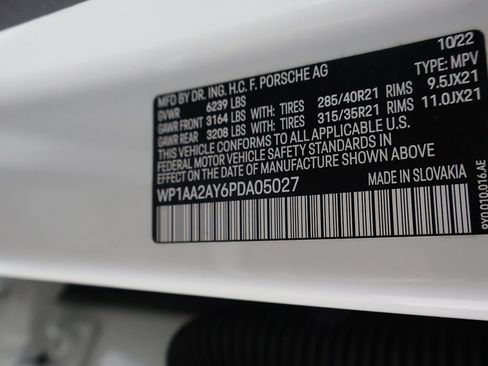 10/22
MFD BY DR. ING. H.C. F. PORSCHE AG TYPE: MPV
GVWR 6239 LBS
GAWR FRONT 3164 LBS WITH: TIRES 285/40R21 RIMS 9.5JX21
GAWR REAR 3208 LBS WITH: TIRES 315/35R21 RIMS 11.0JX21
THIS VEHICLE CONFORMS TO ALL APPLICABLE U.S.
FEDERAL MOTOR VEHICLE SAFETY STANDARDS IN
EFFECT ON THE DATE OF MANUFACTURE SHOWN ABOVE
WP1AA2AY6PDA05027 MADE IN SLOVAKIA
9Y0.010.016.AE